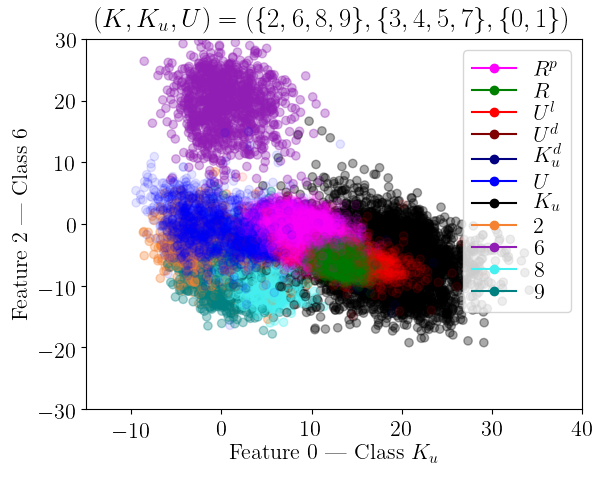 (K, K_u, U) = ({2, 6, 8, 9}, {3, 4, 5, 7}, {0, 1})
30
20
10
0
−10
−20
−30
Feature 2 — Class 6
R^p
R
U^l
U^d
K_u^d
U
K_u
2
6
8
9
−10
0
10
20
30
40
Feature 0 — Class K_u